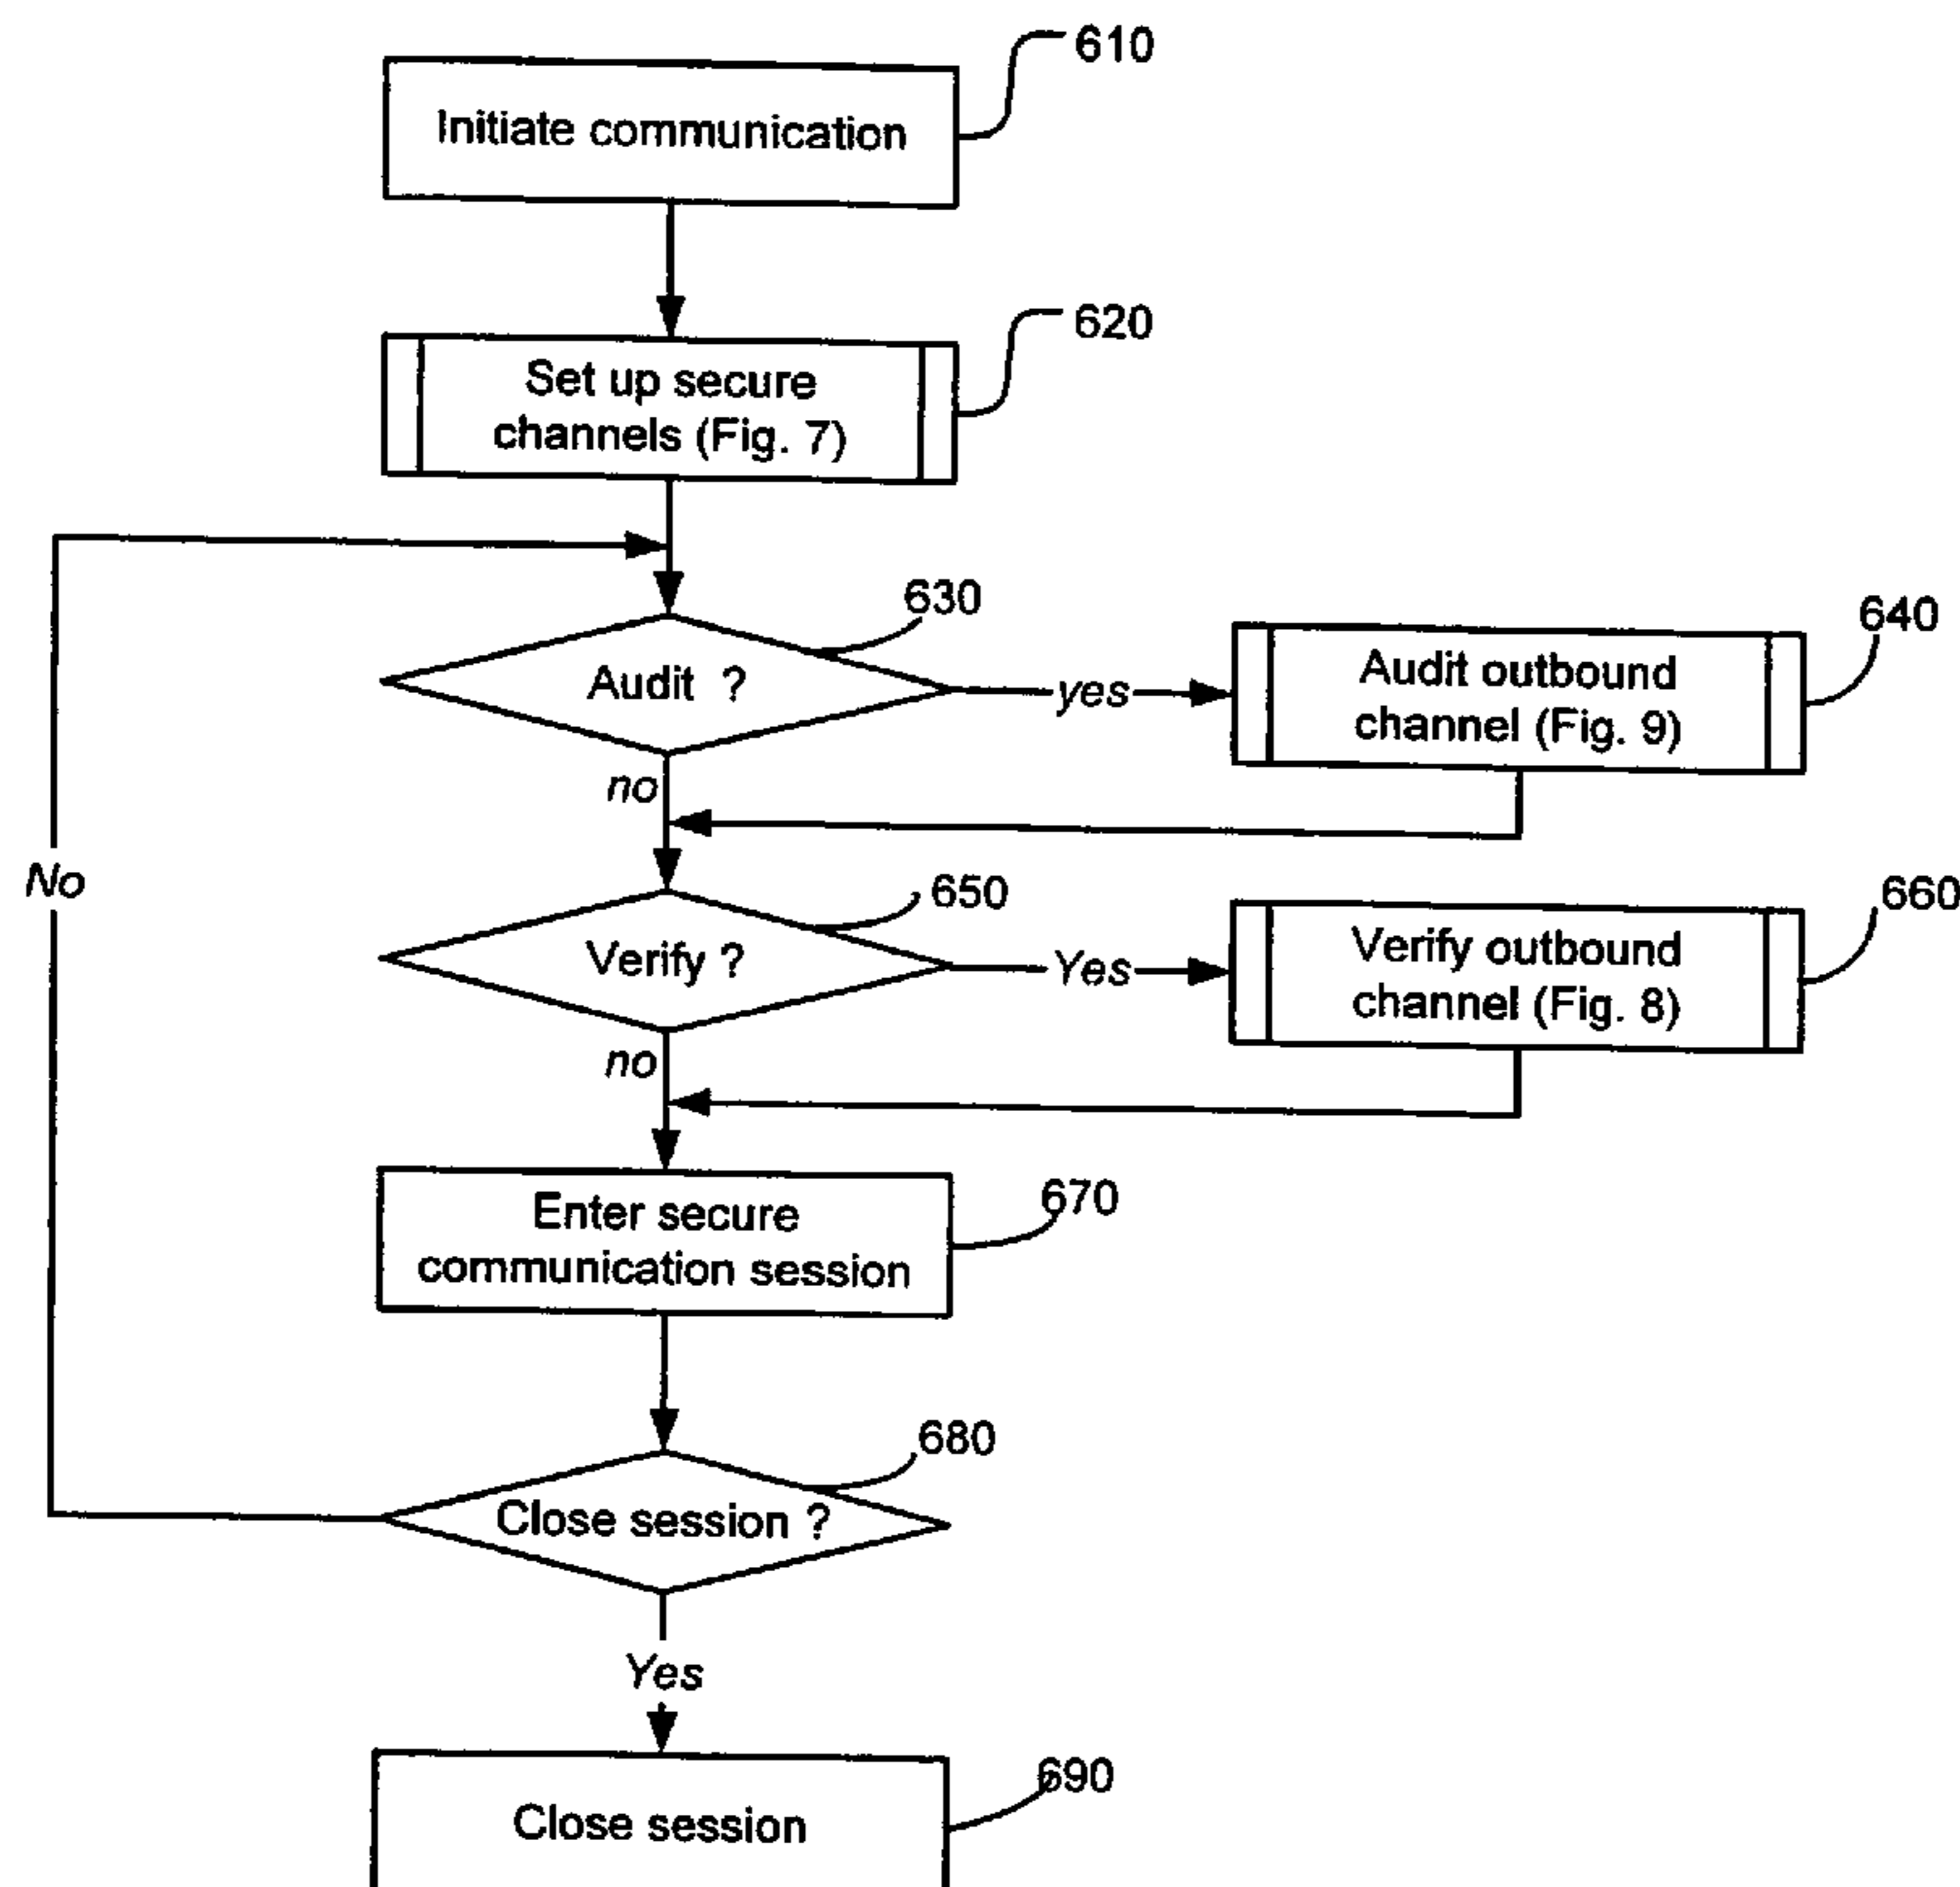 610
Initiate communication
620
Set up secure
channels (Fig. 7)
630
Audit ?
yes
640
Audit outbound
channel (Fig. 9)
no
No
650
Verify ?
Yes
660
Verify outbound
channel (Fig. 8)
no
670
Enter secure
communication session
680
Close session ?
Yes
690
Close session